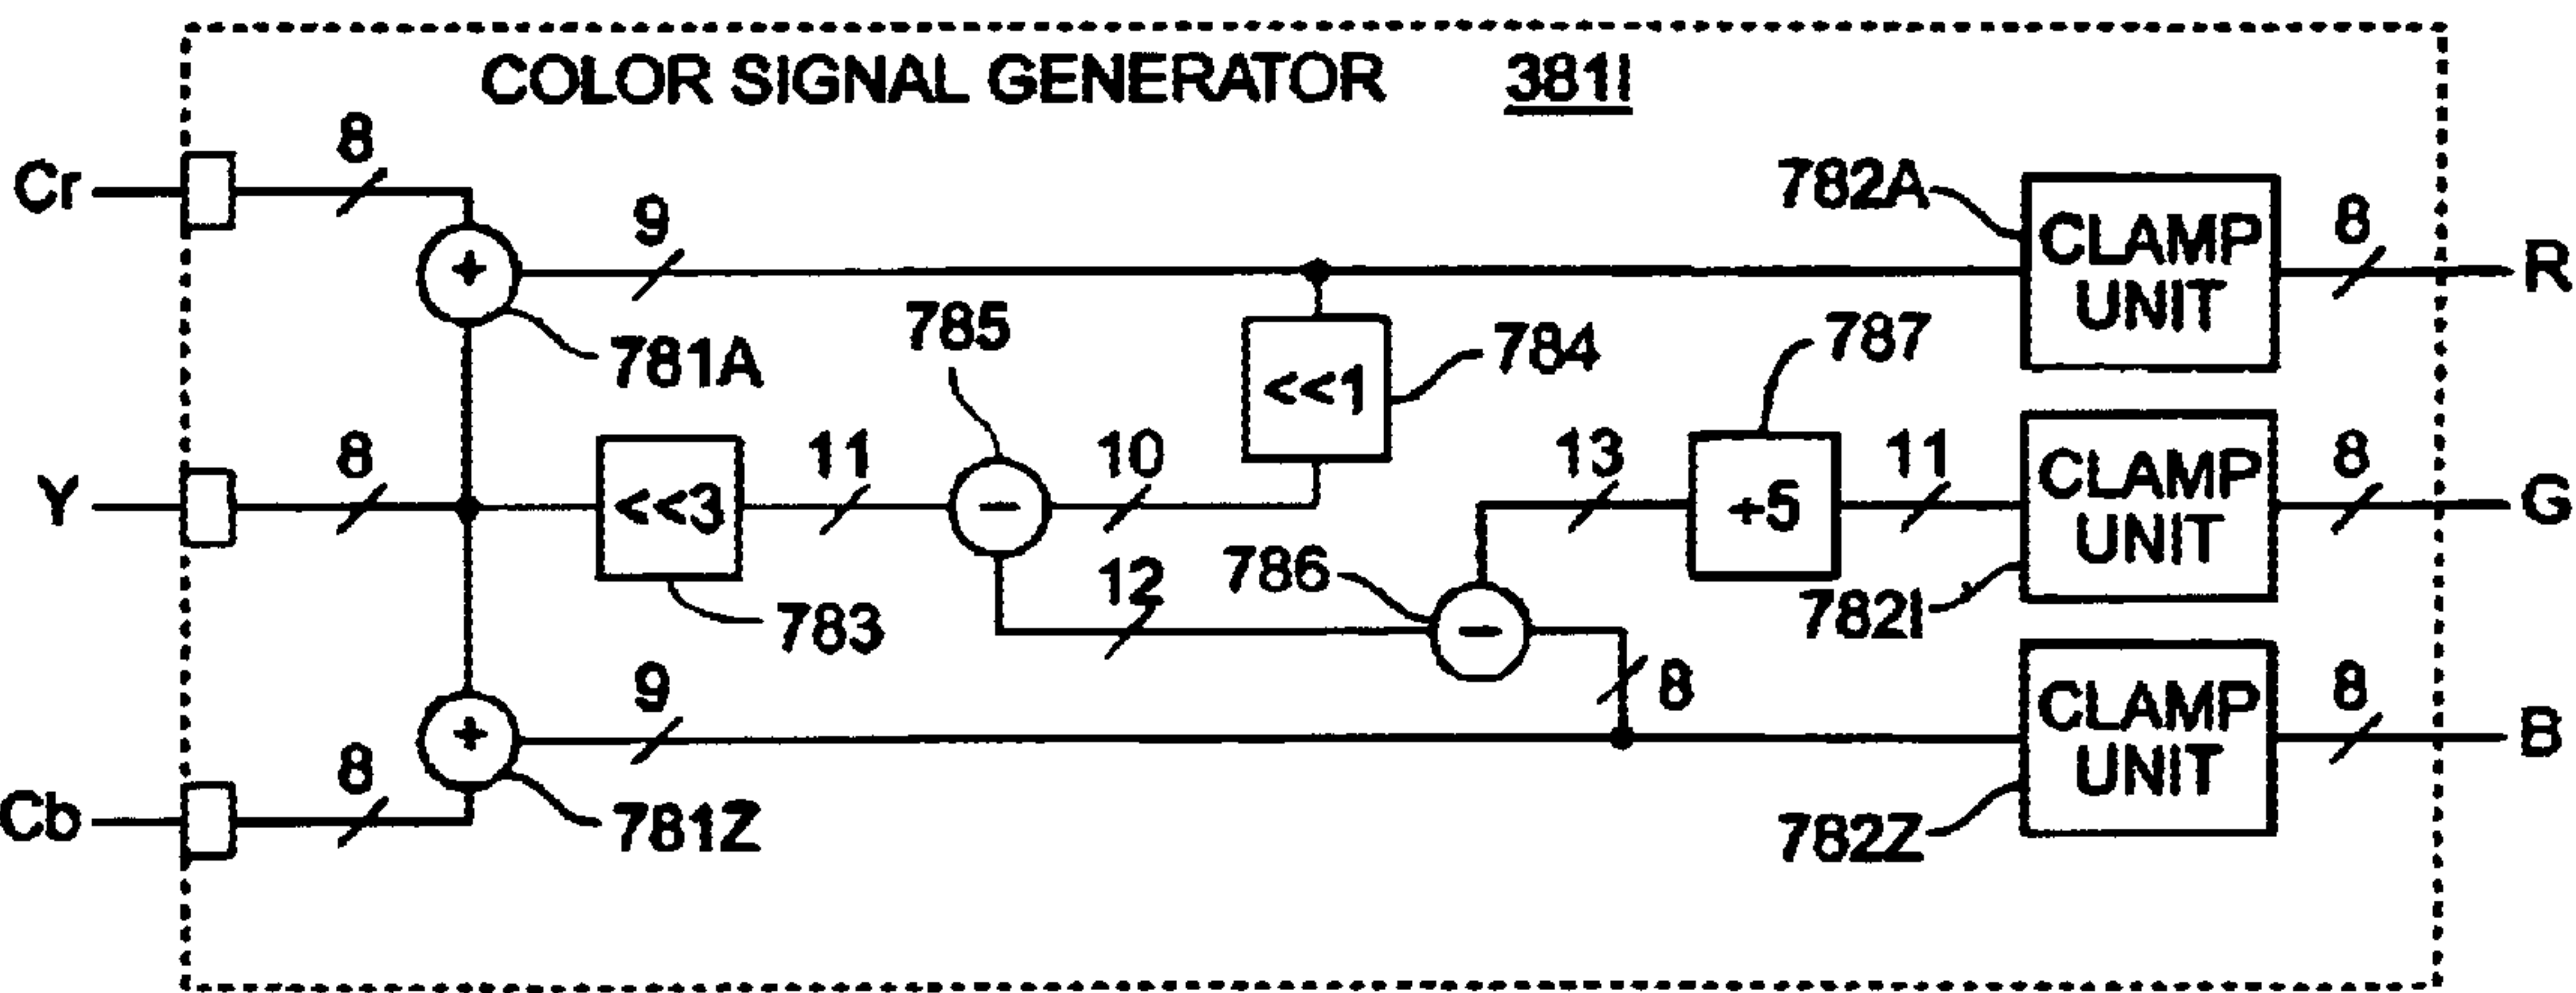 COLOR SIGNAL GENERATOR 381I
Cr
8
+
9
781A
782A
CLAMP
UNIT
8
R
785
<<1
784
787
Y
8
<<3
783
11
−
10
12
786
−
13
+5
11
CLAMP
UNIT
782I
8
G
8
Cb
8
+
9
781Z
CLAMP
UNIT
782Z
8
B